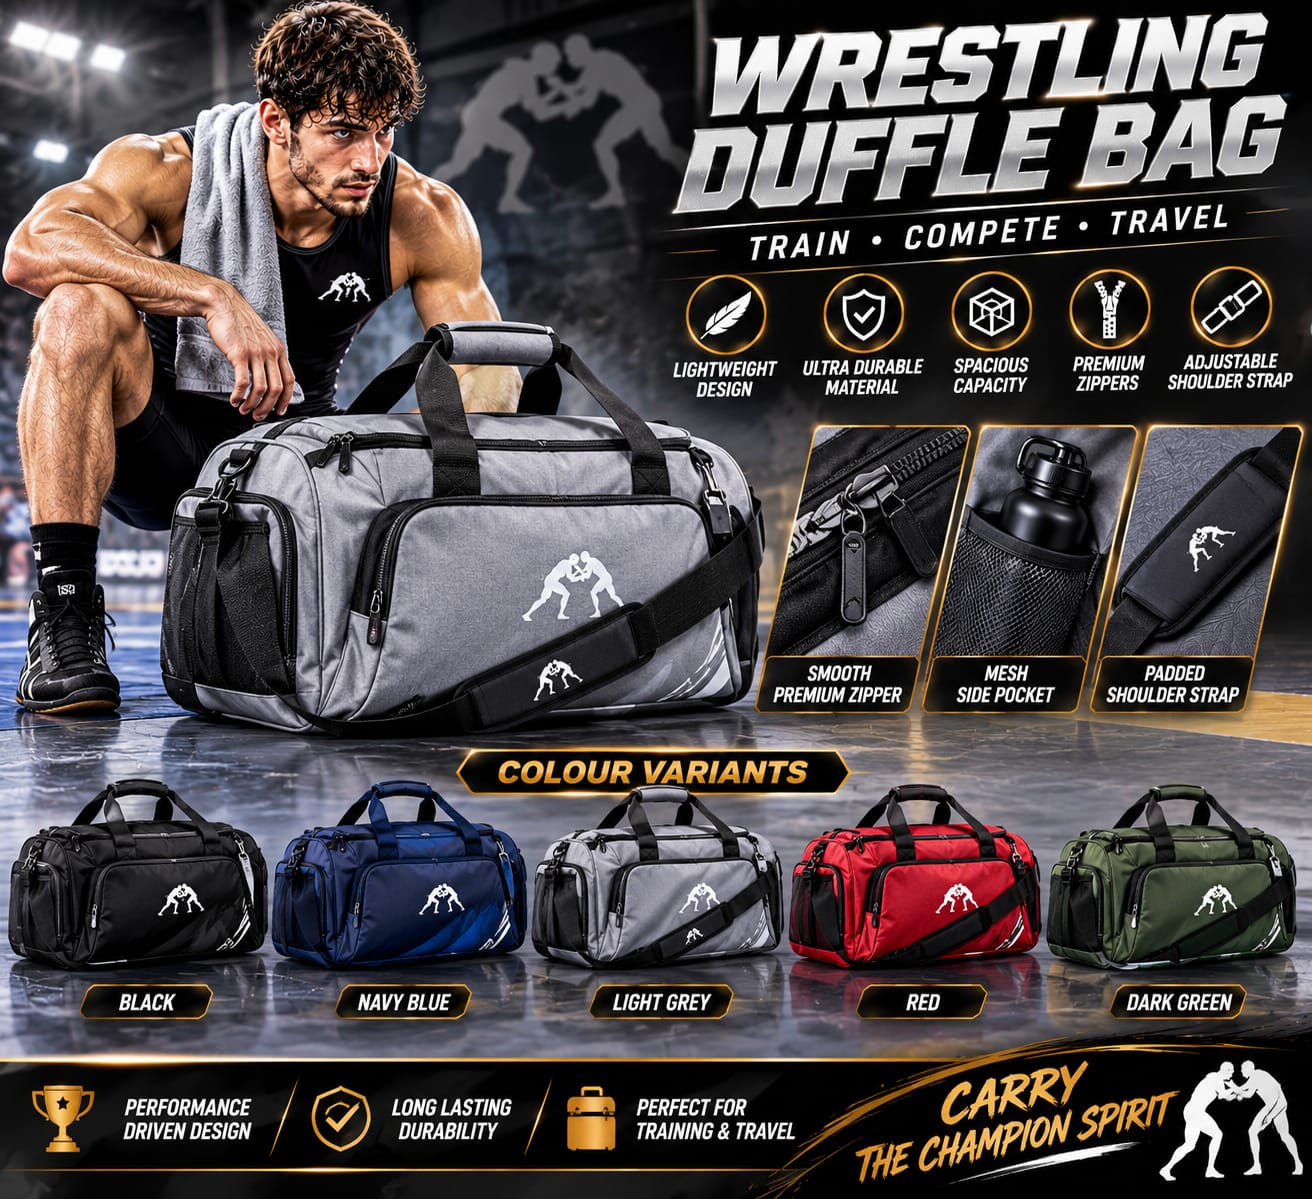 WRESTLING
DUFFLE BAG
TRAIN • COMPETE • TRAVEL
LIGHTWEIGHT
DESIGN
ULTRA DURABLE
MATERIAL
SPACIOUS
CAPACITY
PREMIUM
ZIPPERS
ADJUSTABLE
SHOULDER STRAP
SMOOTH
PREMIUM ZIPPER
MESH
SIDE POCKET
PADDED
SHOULDER STRAP
COLOUR VARIANTS
BLACK
NAVY BLUE
LIGHT GREY
RED
DARK GREEN
PERFORMANCE
DRIVEN DESIGN
LONG LASTING
DURABILITY
PERFECT FOR
TRAINING & TRAVEL
CARRY
THE CHAMPION SPIRIT